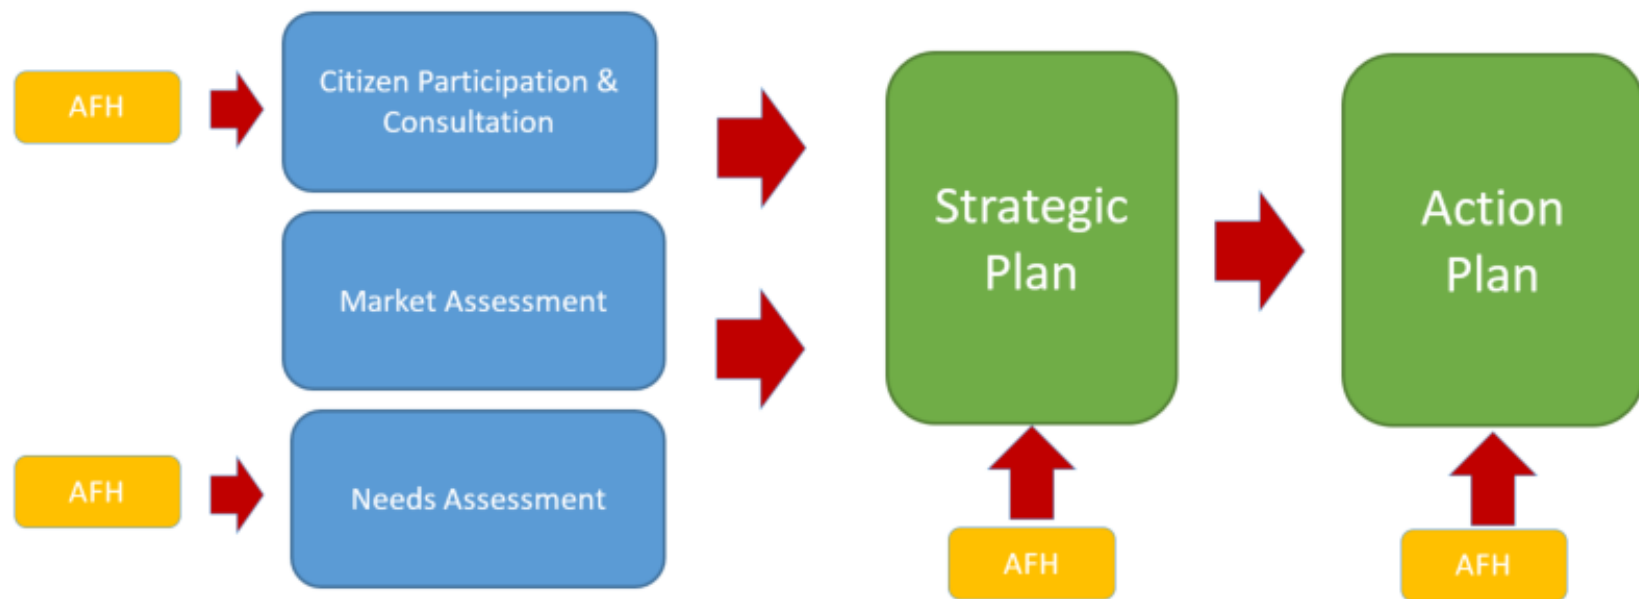 AFH
Citizen Participation &
Consultation
Market Assessment
AFH
Needs Assessment
Strategic
Plan
AFH
Action
Plan
AFH